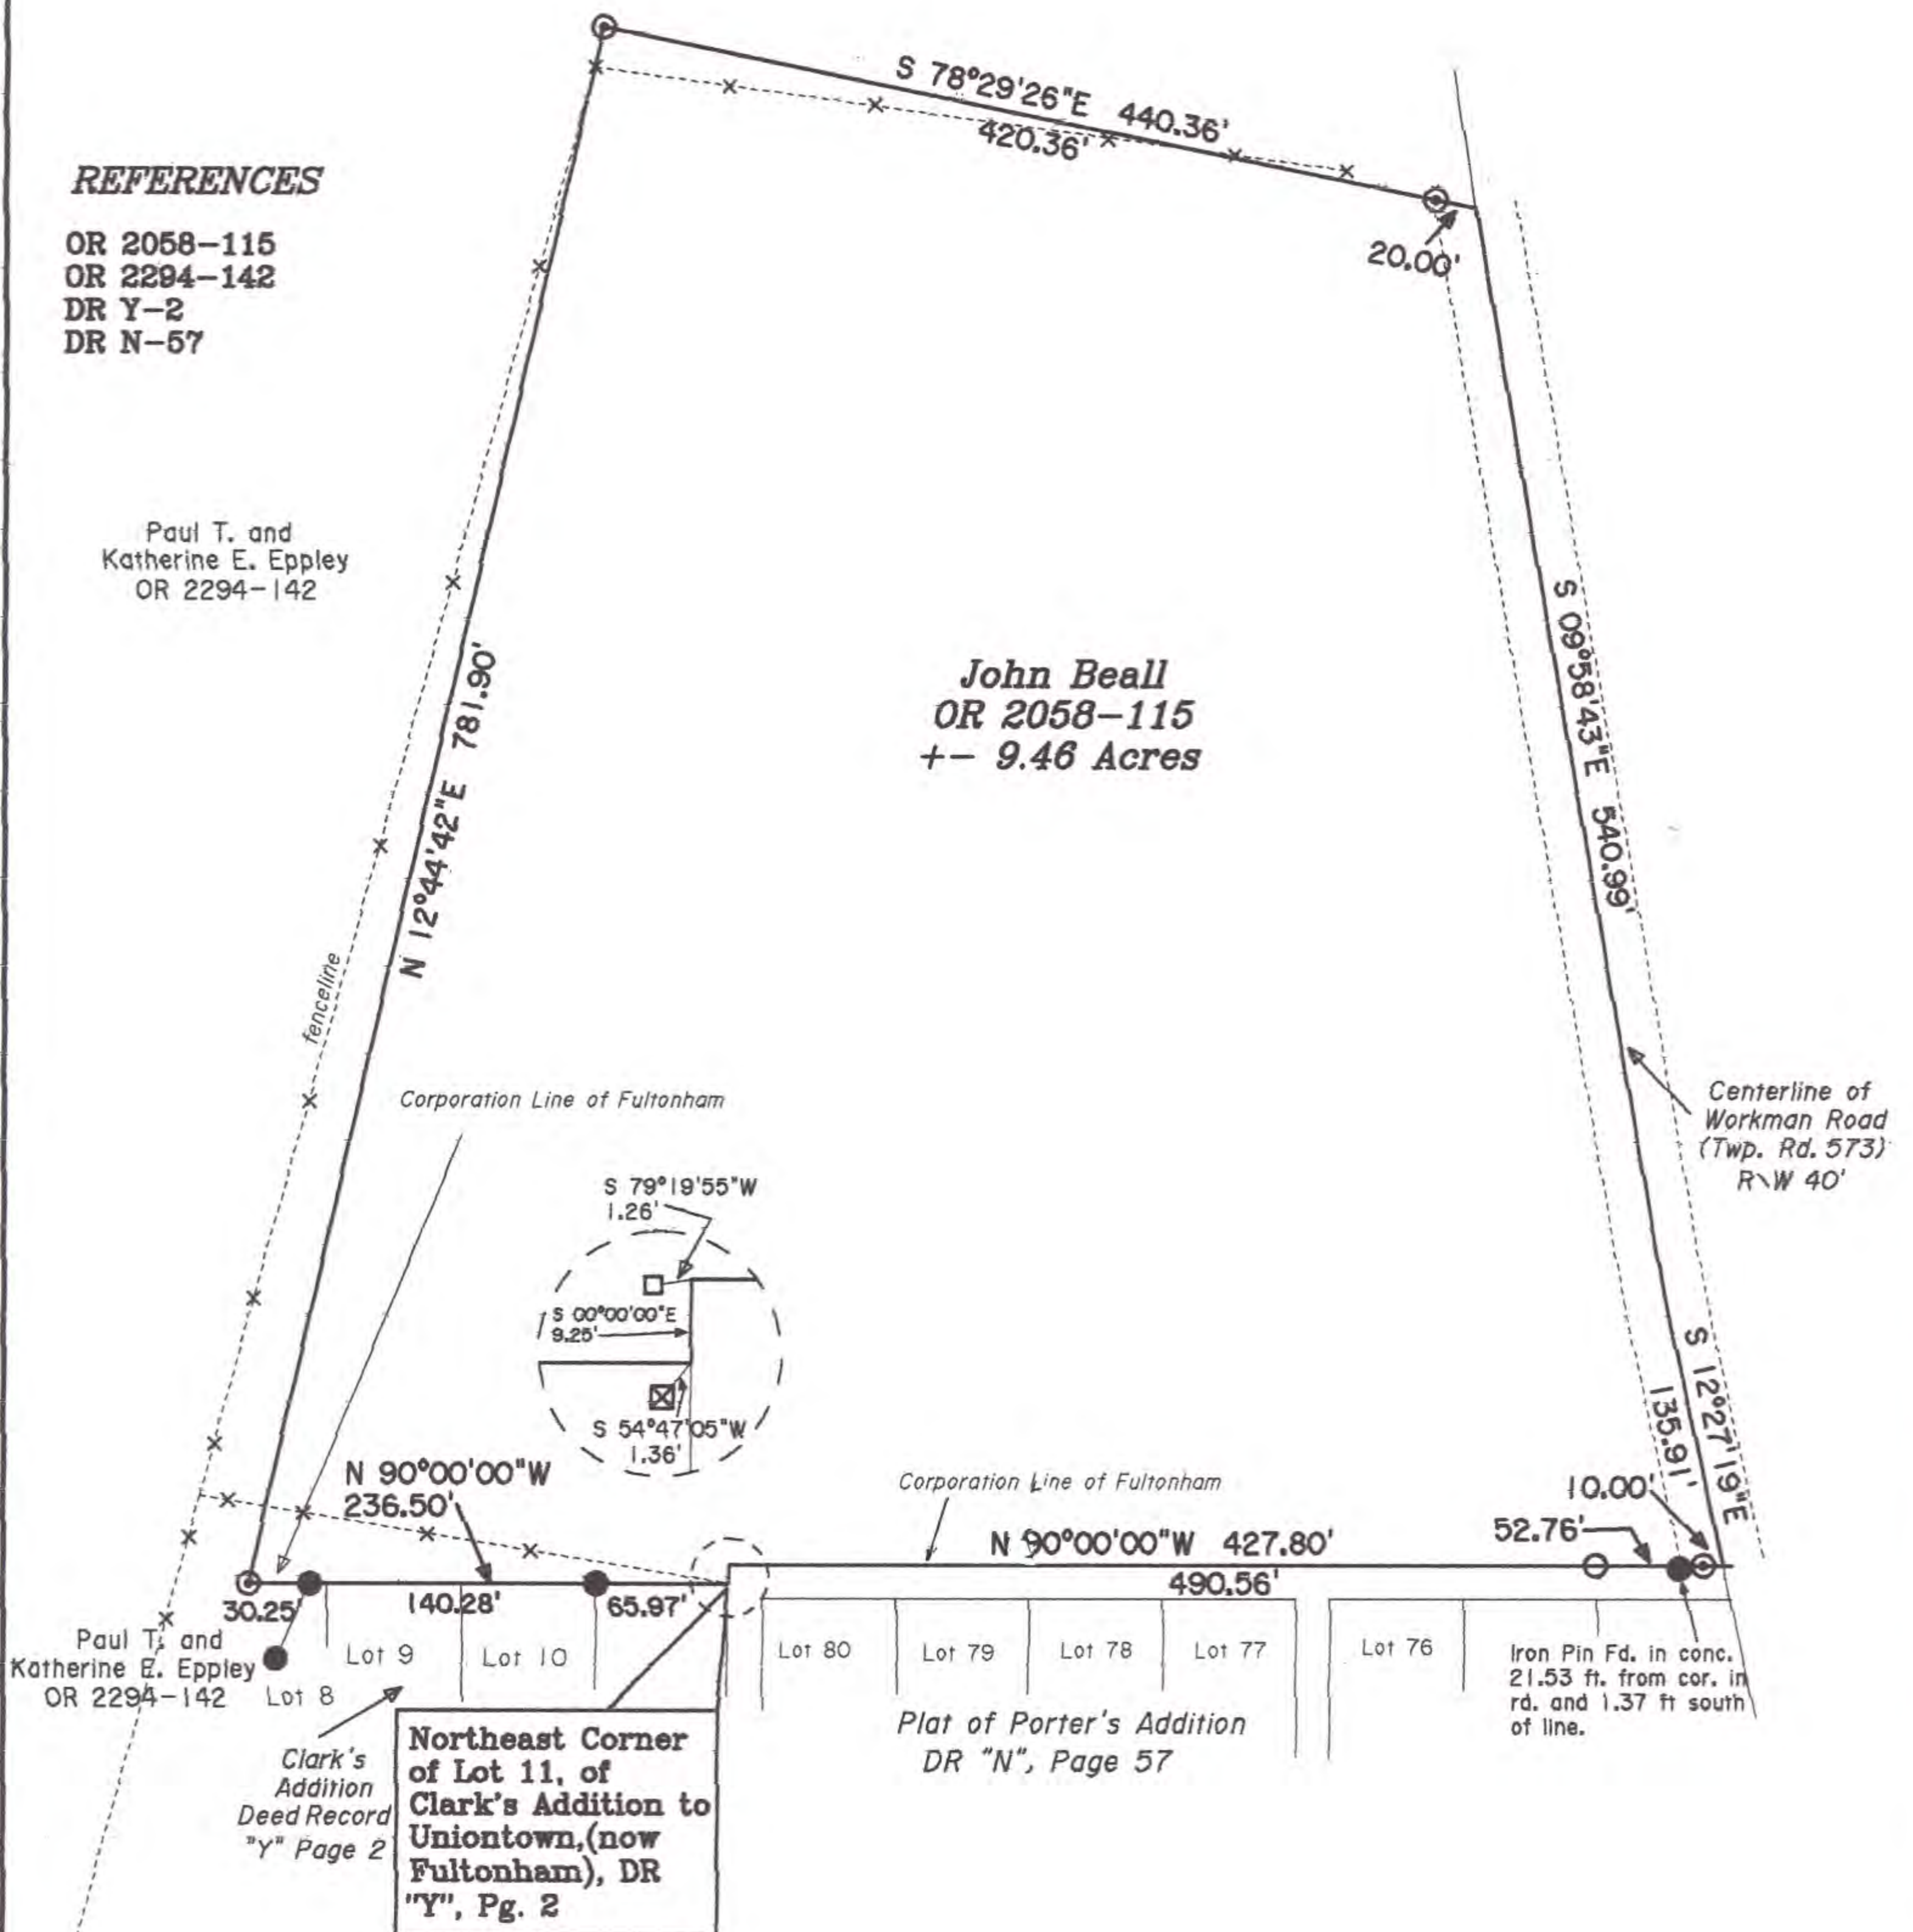 S 78°29'26"E 440.36'
420.36'
20.00'
REFERENCES
OR 2058-115
OR 2294-142
DR Y-2
DR N-57
Paul T. and
Katherine E. Eppley
OR 2294-142
N 12°44'42"E 781.90'
fenceline
John Beall
OR 2058-115
+- 9.46 Acres
S 09°58'43"E 540.99'
Centerline of
Workman Road
(Twp. Rd. 573)
R\W 40'
Corporation Line of Fultonham
S 79°19'55"W
1.26'
S 00°00'00"E
9.25'
S 54°47'05"W
1.36'
S 12°27'19"E
135.91'
N 90°00'00"W
236.50'
Corporation Line of Fultonham
N 90°00'00"W 427.80'
490.56'
52.76'
10.00'
30.25'
140.28'
65.97'
Paul T. and
Katherine E. Eppley
OR 2294-142
Lot 8
Lot 9
Lot 10
Lot 80
Lot 79
Lot 78
Lot 77
Lot 76
Iron Pin Fd. in conc.
21.53 ft. from cor. in
rd. and 1.37 ft south
of line.
Clark's
Addition
Deed Record
"Y" Page 2
Northeast Corner
of Lot 11, of
Clark's Addition to
Uniontown,(now
Fultonham), DR
"Y", Pg. 2
Plat of Porter's Addition
DR "N", Page 57